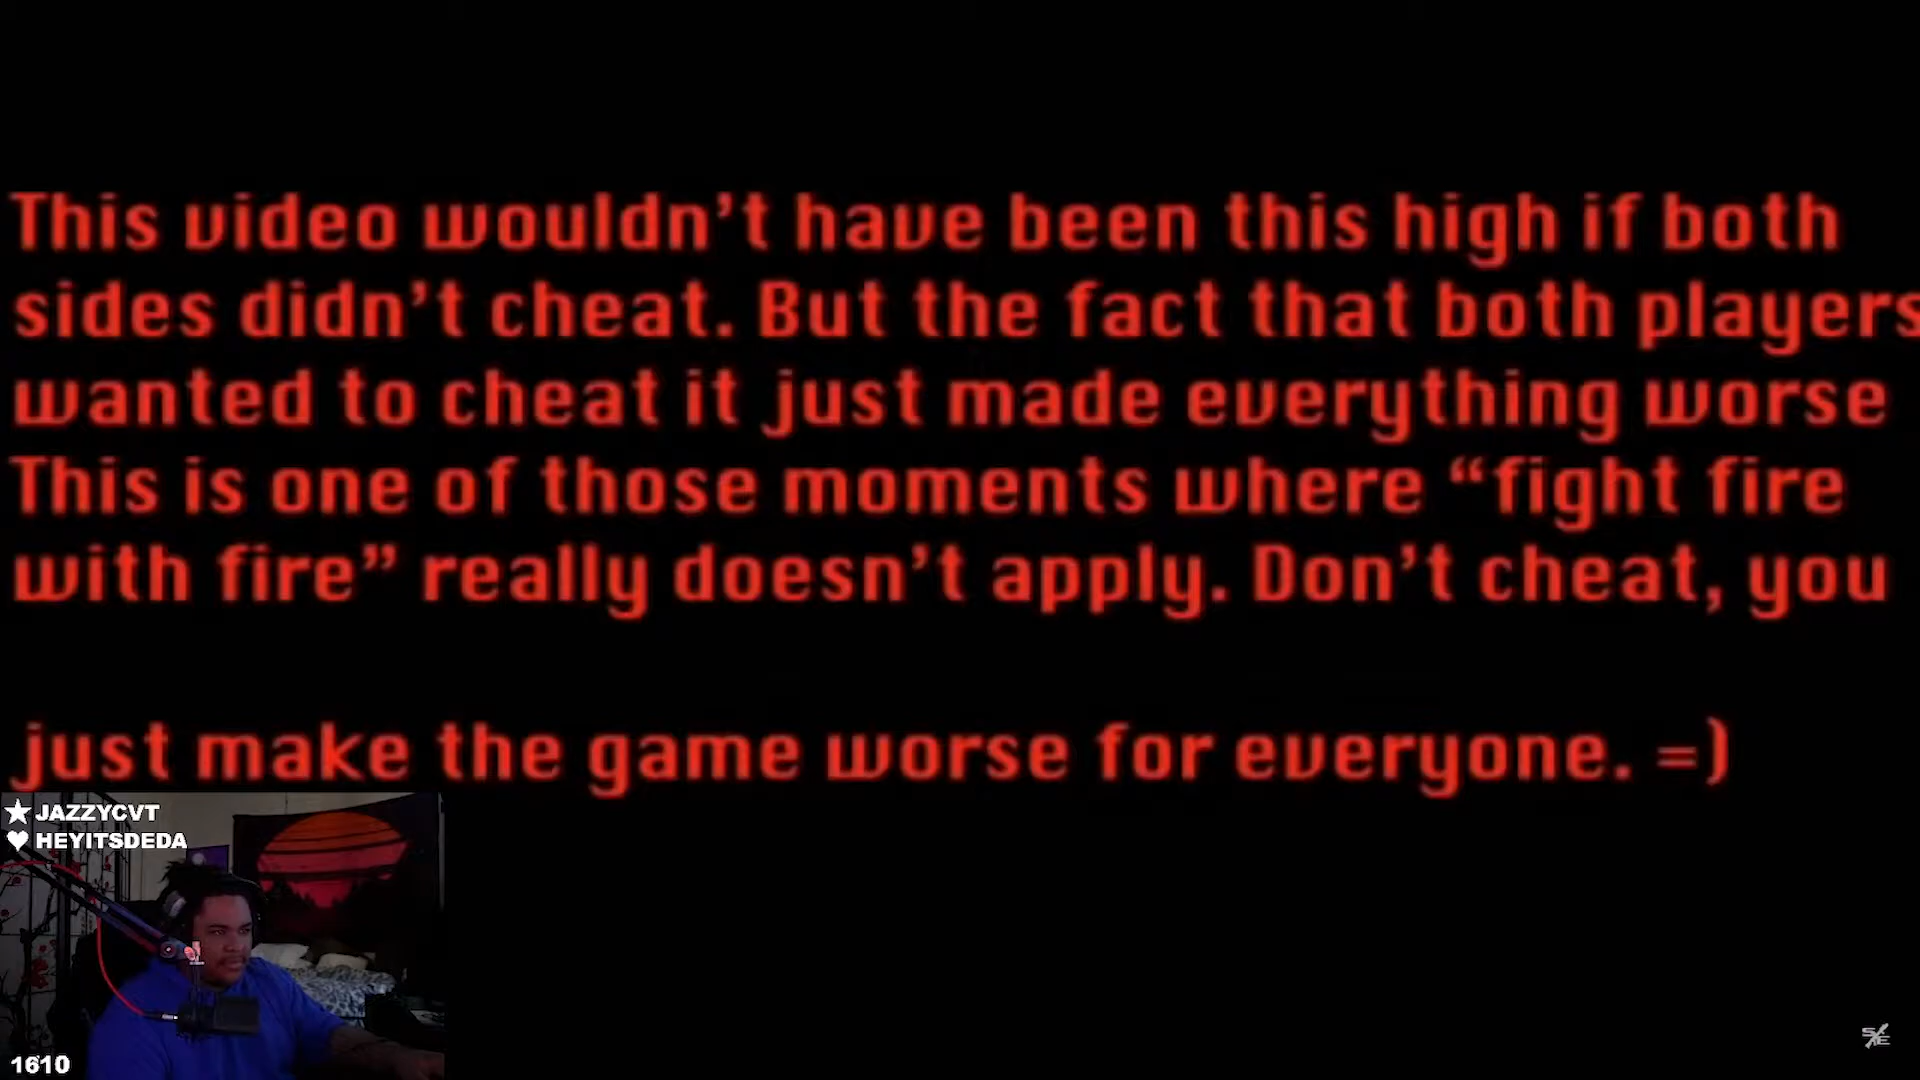 This video wouldn’t have been this high if both
sides didn’t cheat. But the fact that both players
wanted to cheat it just made everything worse
This is one of those moments where “fight fire
with fire” really doesn’t apply. Don’t cheat, you
just make the game worse for everyone. =)
JAZZYCVT
HEYITSDEDA
1610